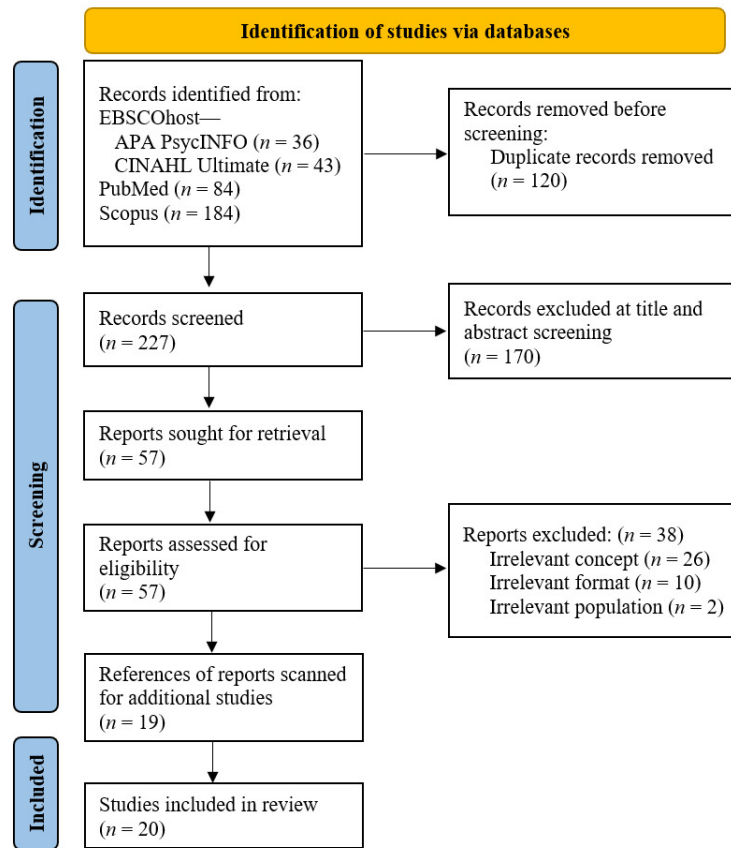 Identification of studies via databases
Identification
Records identified from:
EBSCOhost—
APA PsycINFO (n = 36)
CINAHL Ultimate (n = 43)
PubMed (n = 84)
Scopus (n = 184)
Records removed before
screening:
Duplicate records removed
(n = 120)
Screening
Records screened
(n = 227)
Records excluded at title and
abstract screening
(n = 170)
Reports sought for retrieval
(n = 57)
Reports assessed for
eligibility
(n = 57)
Reports excluded: (n = 38)
Irrelevant concept (n = 26)
Irrelevant format (n = 10)
Irrelevant population (n = 2)
References of reports scanned
for additional studies
(n = 19)
Included
Studies included in review
(n = 20)